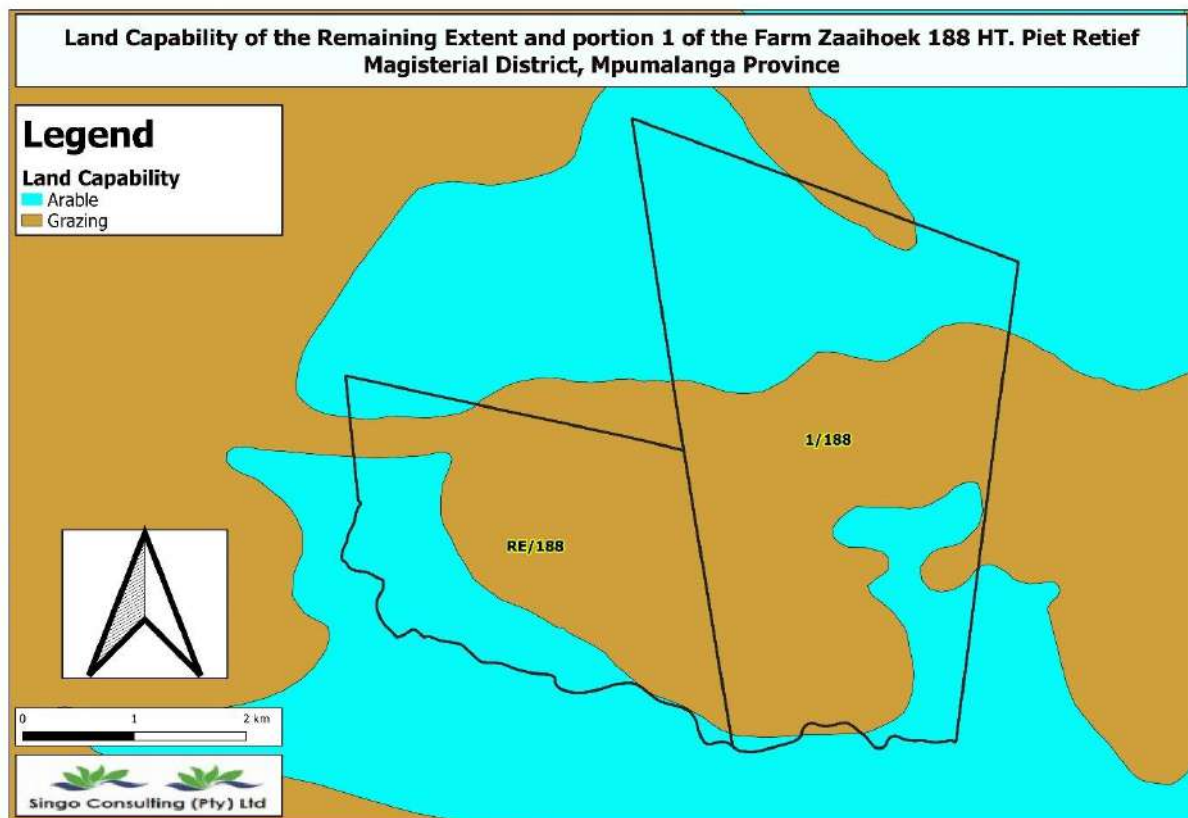 Land Capability of the Remaining Extent and portion 1 of the Farm Zaaihoek 188 HT. Piet Retief
Magisterial District, Mpumalanga Province
Legend
Land Capability
Arable
Grazing
1/188
RE/188
0 1 2 km
Singo Consulting (Pty) Ltd